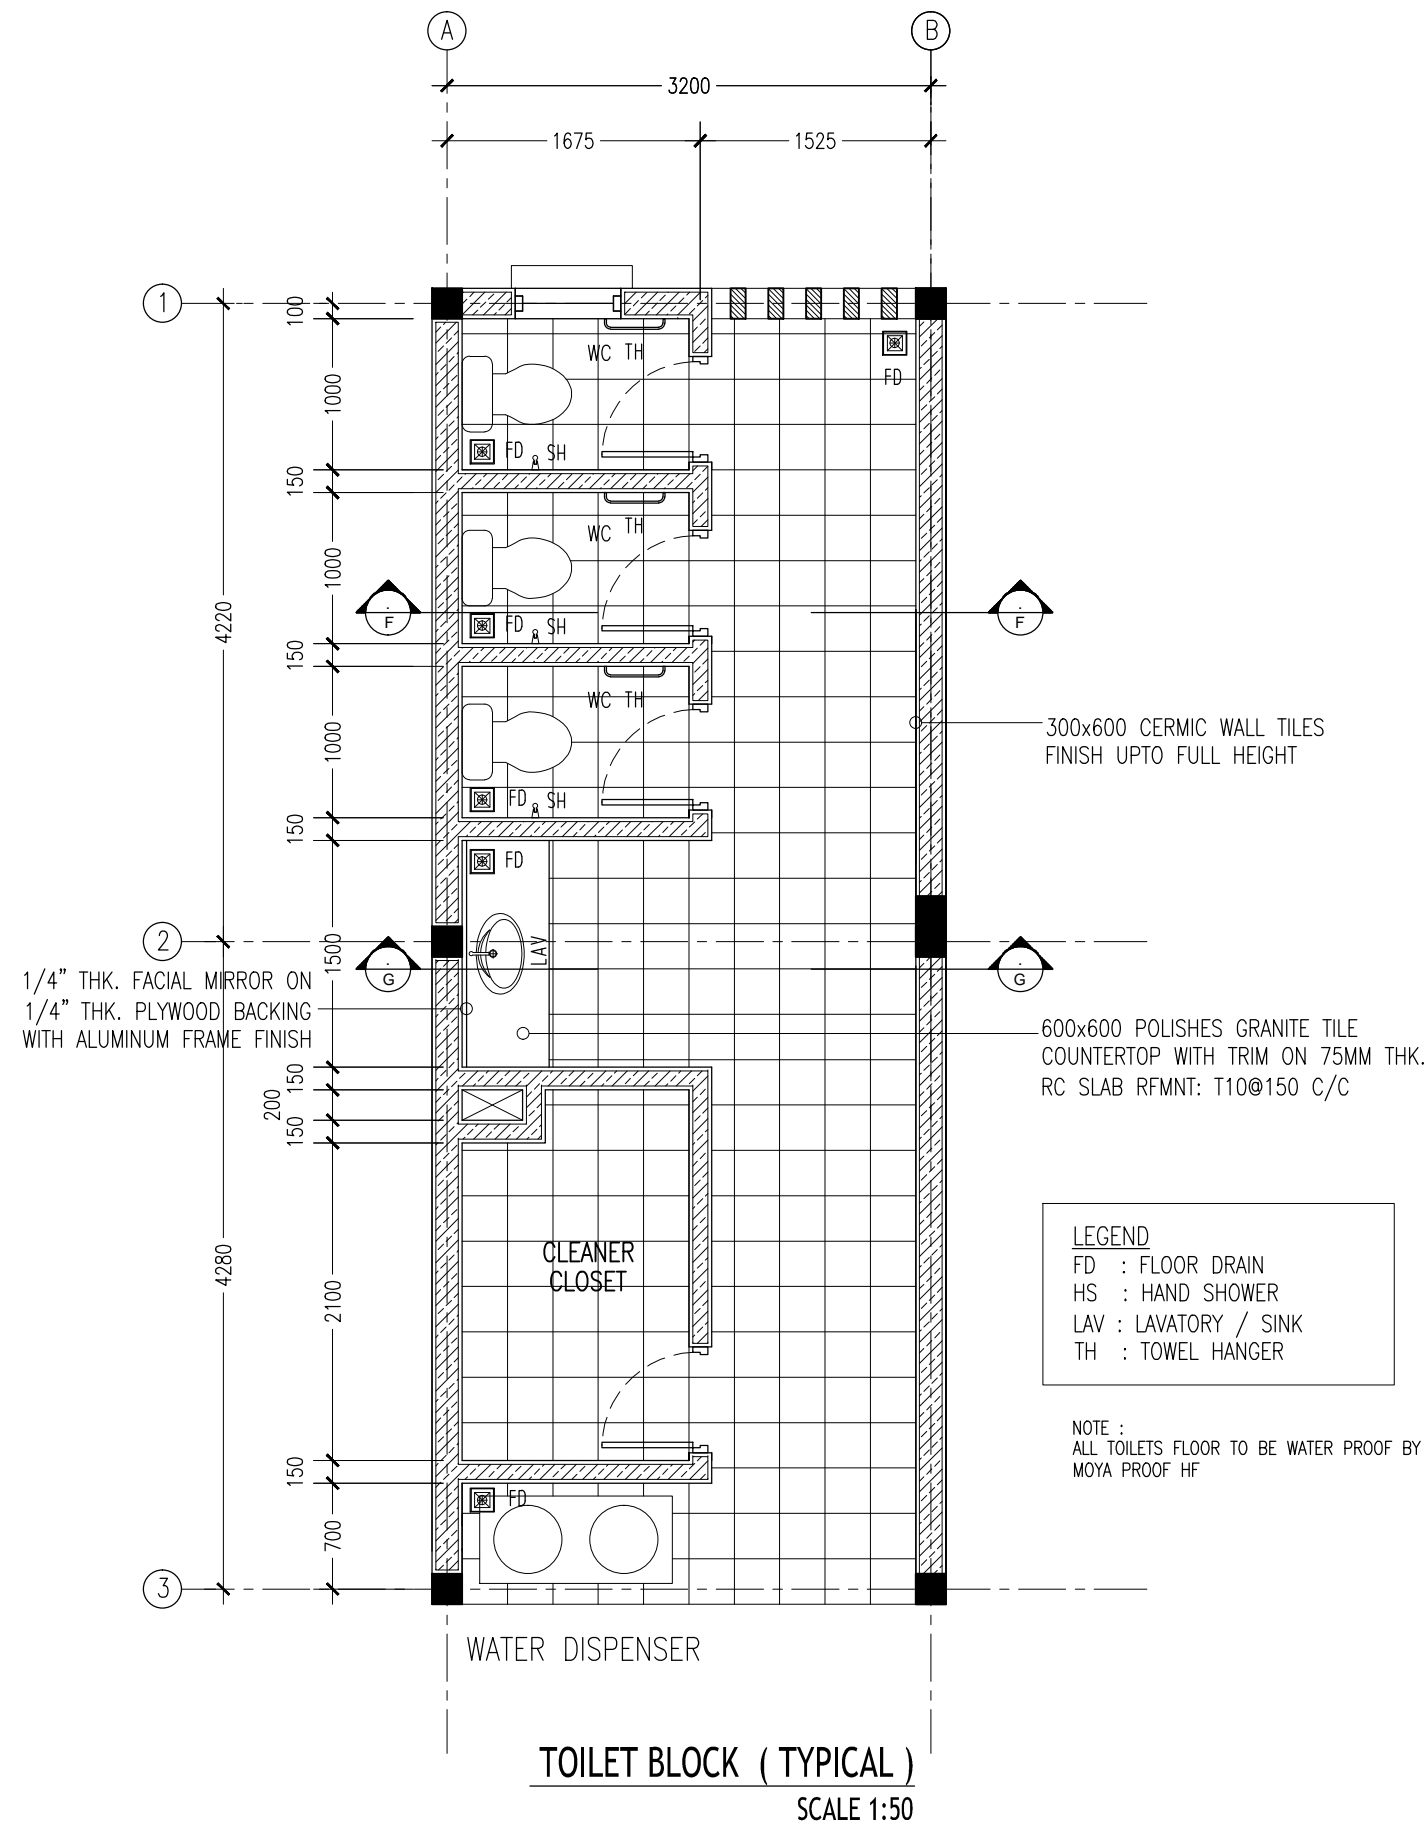 A
B
3200
1675
1525
1
100
WC TH
FD
1000
FD SH
150
WC TH
1000
FD SH
F
F
4220
150
WC TH
300x600 CERMIC WALL TILES
FINISH UPTO FULL HEIGHT
1000
FD SH
150
FD
2
1500
LAV
G
G
1/4” THK. FACIAL MIRROR ON
1/4” THK. PLYWOOD BACKING
WITH ALUMINUM FRAME FINISH
600x600 POLISHES GRANITE TILE
COUNTERTOP WITH TRIM ON 75MM THK.
RC SLAB RFMNT: T10@150 C/C
150
200
150
4280
2100
CLEANER
CLOSET
LEGEND
FD : FLOOR DRAIN
HS : HAND SHOWER
LAV : LAVATORY / SINK
TH : TOWEL HANGER
NOTE :
ALL TOILETS FLOOR TO BE WATER PROOF BY
MOYA PROOF HF
150
FD
700
3
WATER DISPENSER
TOILET BLOCK ( TYPICAL )
SCALE 1:50